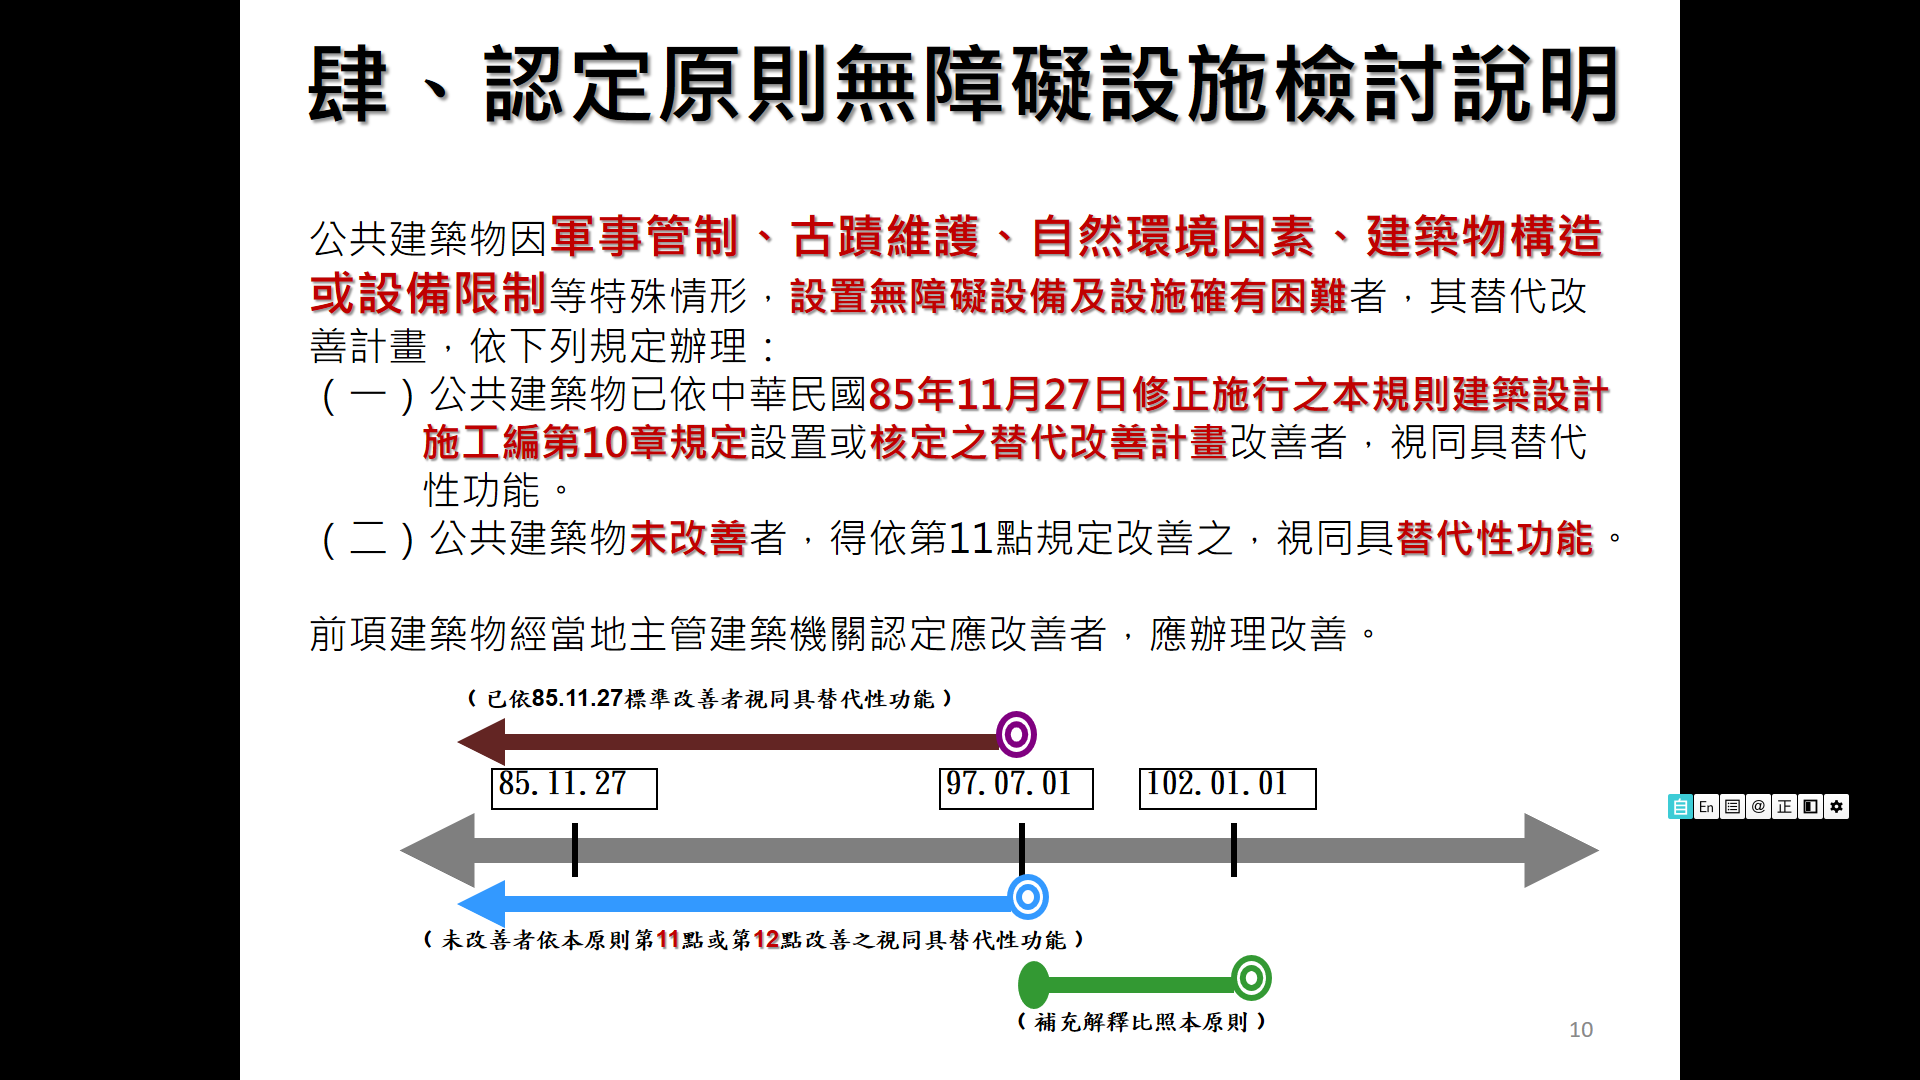 肆、認定原則無障礙設施檢討說明
公共建築物因軍事管制、古蹟維護、自然環境因素、建築物構造
或設備限制等特殊情形，設置無障礙設備及設施確有困難者，其替代改
善計畫，依下列規定辦理：
（一）公共建築物已依中華民國85年11月27日修正施行之本規則建築設計
施工編第10章規定設置或核定之替代改善計畫改善者，視同具替代
性功能。
（二）公共建築物未改善者，得依第11點規定改善之，視同具替代性功能。
前項建築物經當地主管建築機關認定應改善者，應辦理改善。
（已依85.11.27標準改善者視同具替代性功能）
85.11.27
97.07.01
102.01.01
自 En @ 正
（未改善者依本原則第11點或第12點改善之視同具替代性功能）
（補充解釋比照本原則）
10